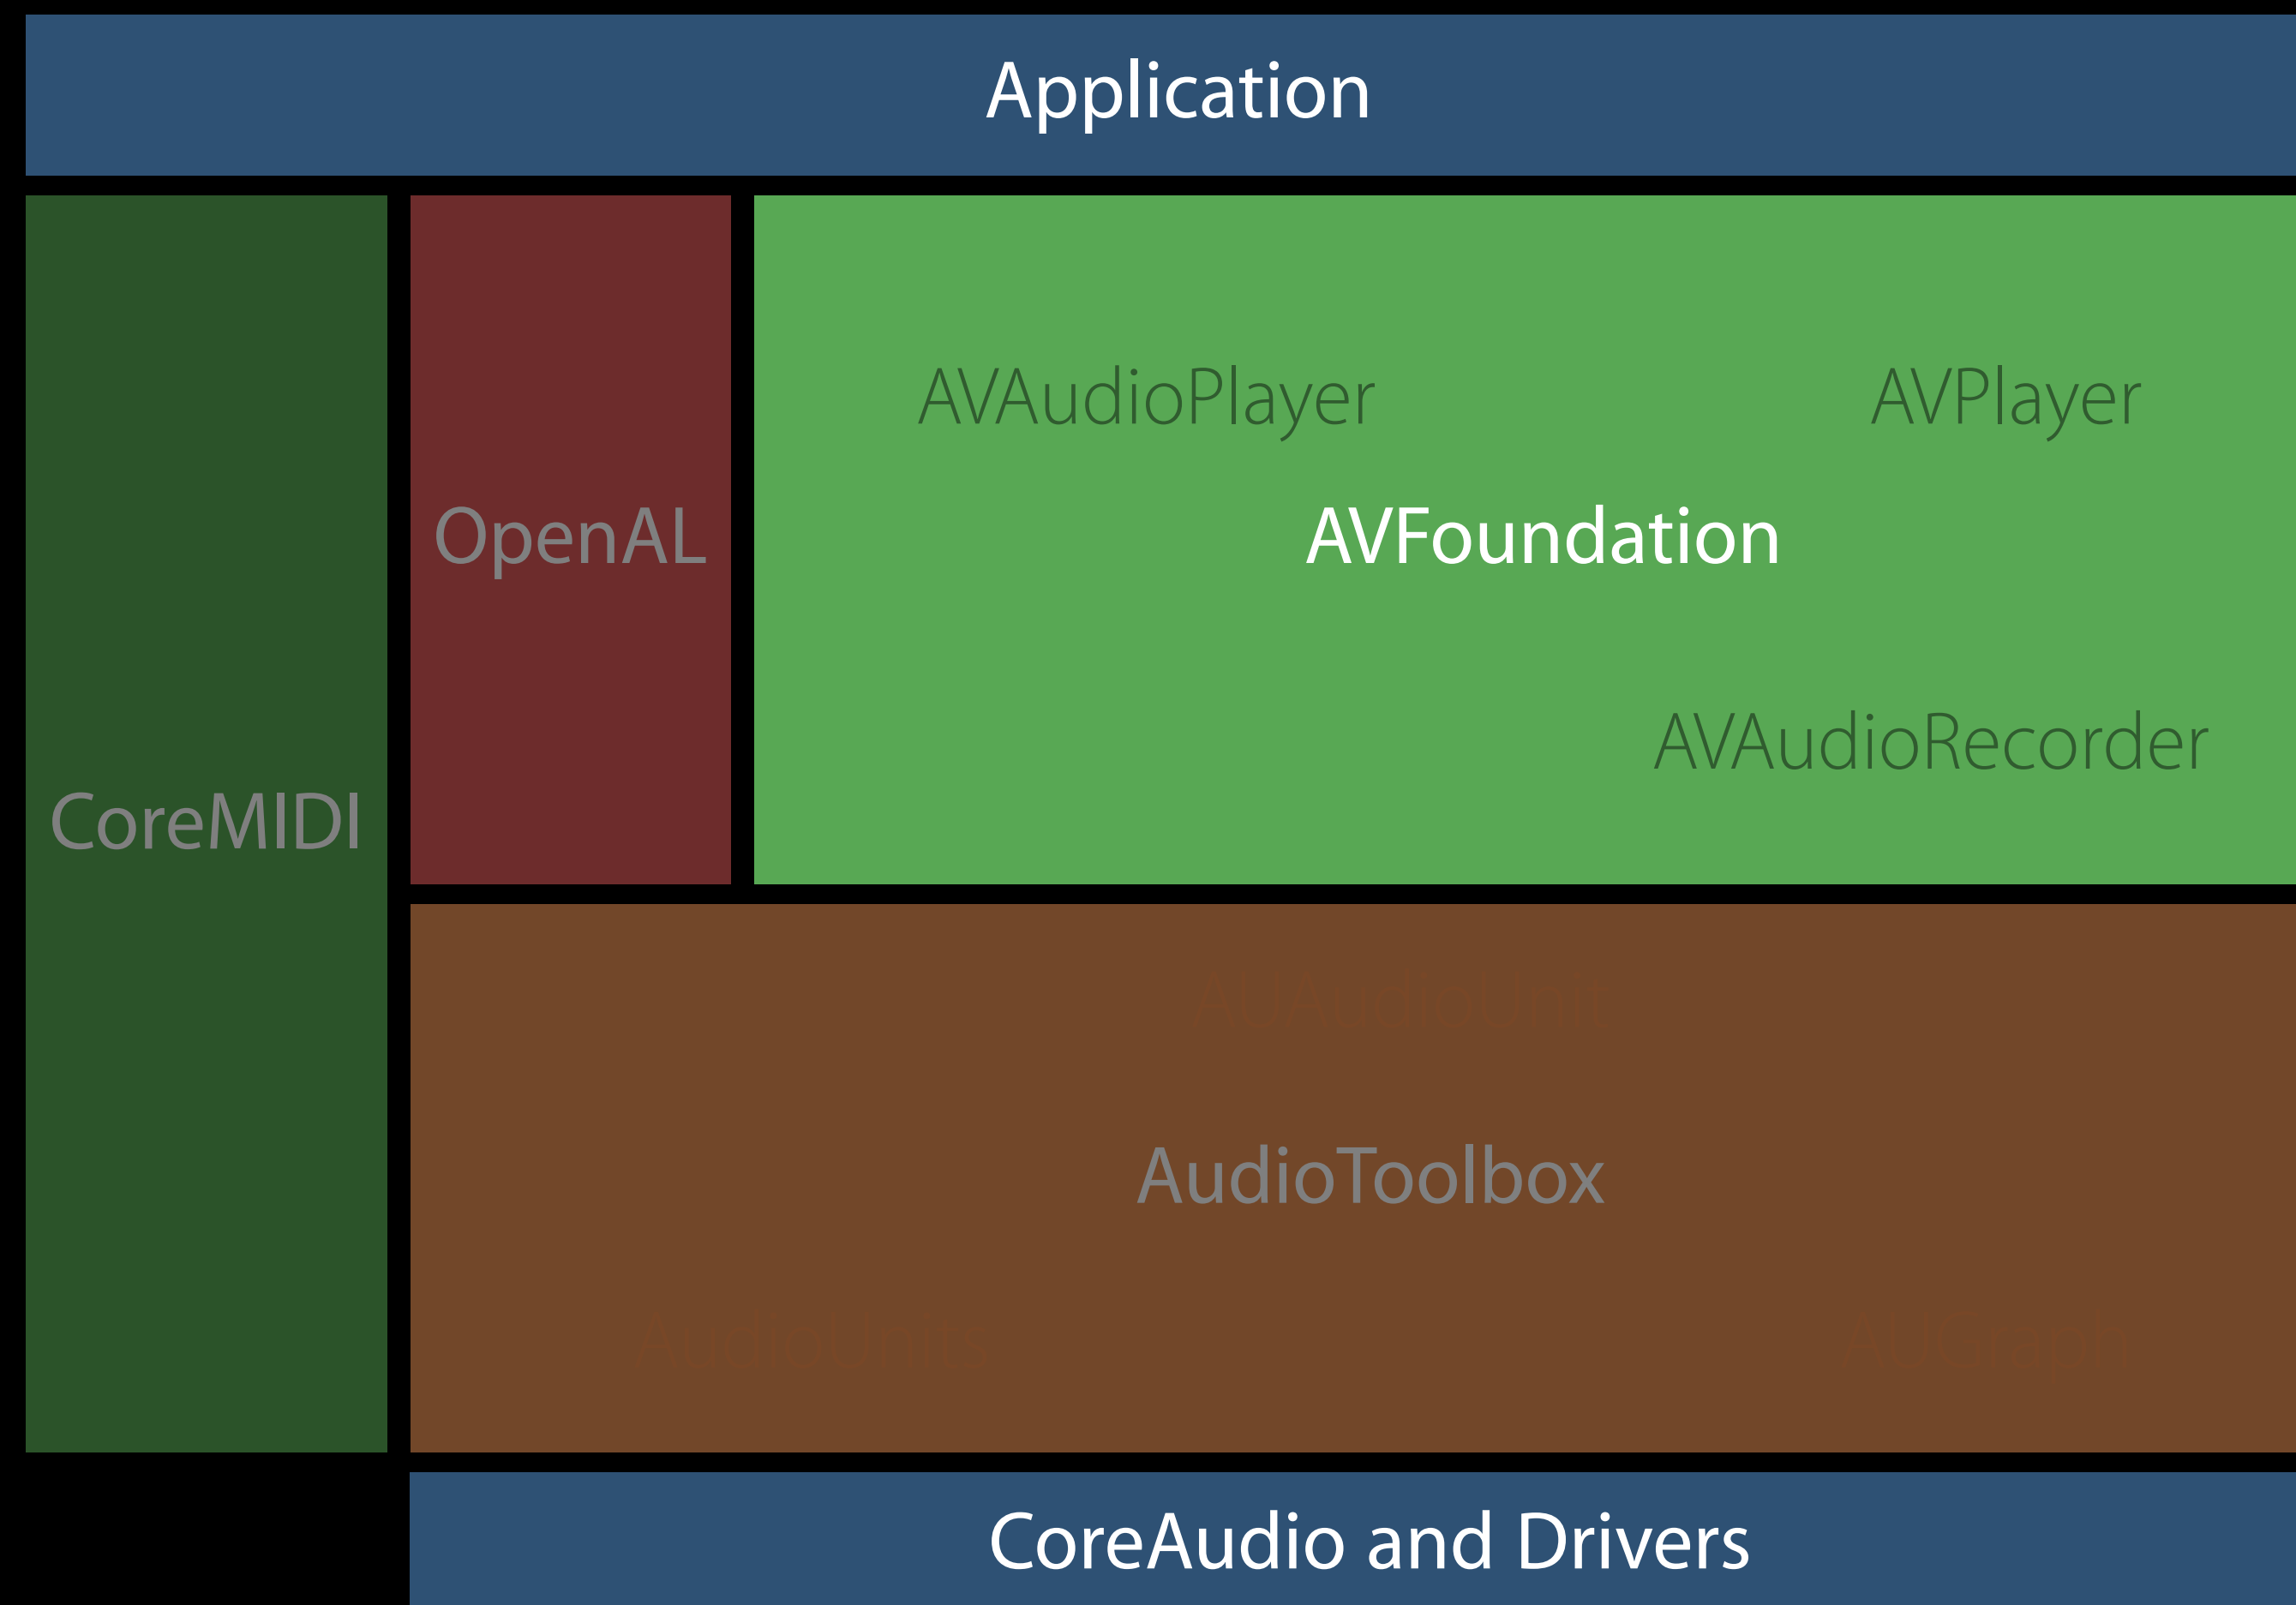 Application
AVAudioPlayer
AVPlayer
OpenAL
AVFoundation
AVAudioRecorder
CoreMIDI
AUAudioUnit
AudioToolbox
AudioUnits
AUGraph
CoreAudio and Drivers